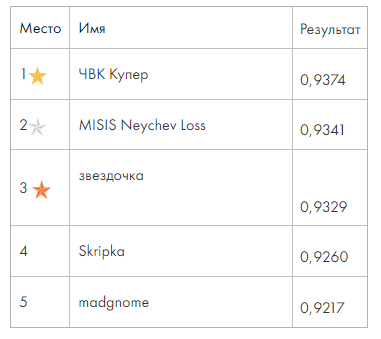 Место Имя Результат
1 ЧВК Купер 0,9374
2 MISIS Neychev Loss 0,9341
3 звездочка 0,9329
4 Skripka 0,9260
5 madgnome 0,9217